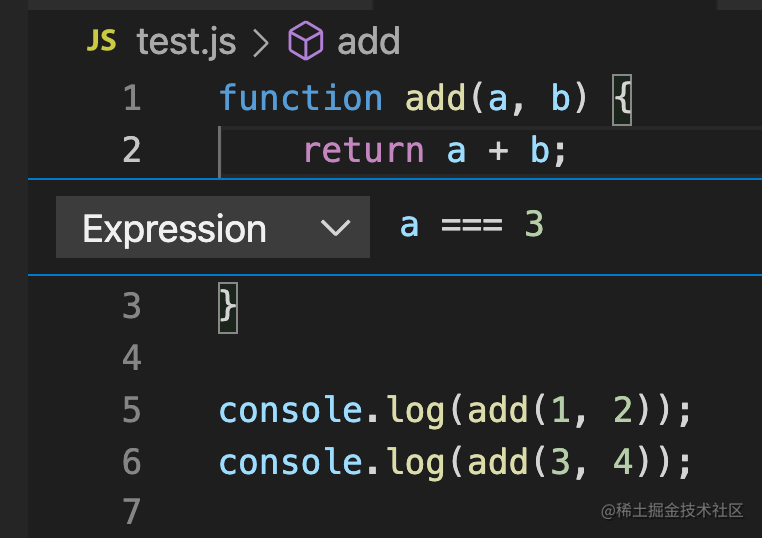 JS test.js > add
1 function add(a, b) {
2 return a + b;
Expression a === 3
3 }
4
5 console.log(add(1, 2));
6 console.log(add(3, 4));
7
@稀土掘金技术社区